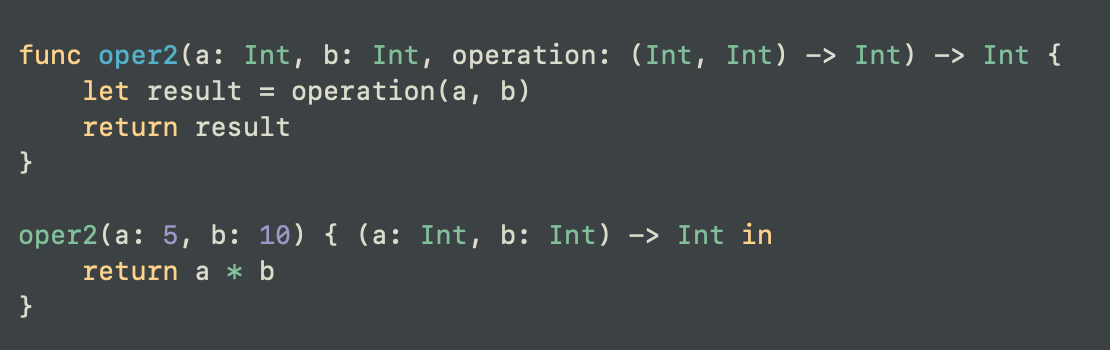 func oper2(a: Int, b: Int, operation: (Int, Int) -> Int) -> Int {
    let result = operation(a, b)
    return result
}
oper2(a: 5, b: 10) { (a: Int, b: Int) -> Int in
    return a * b
}